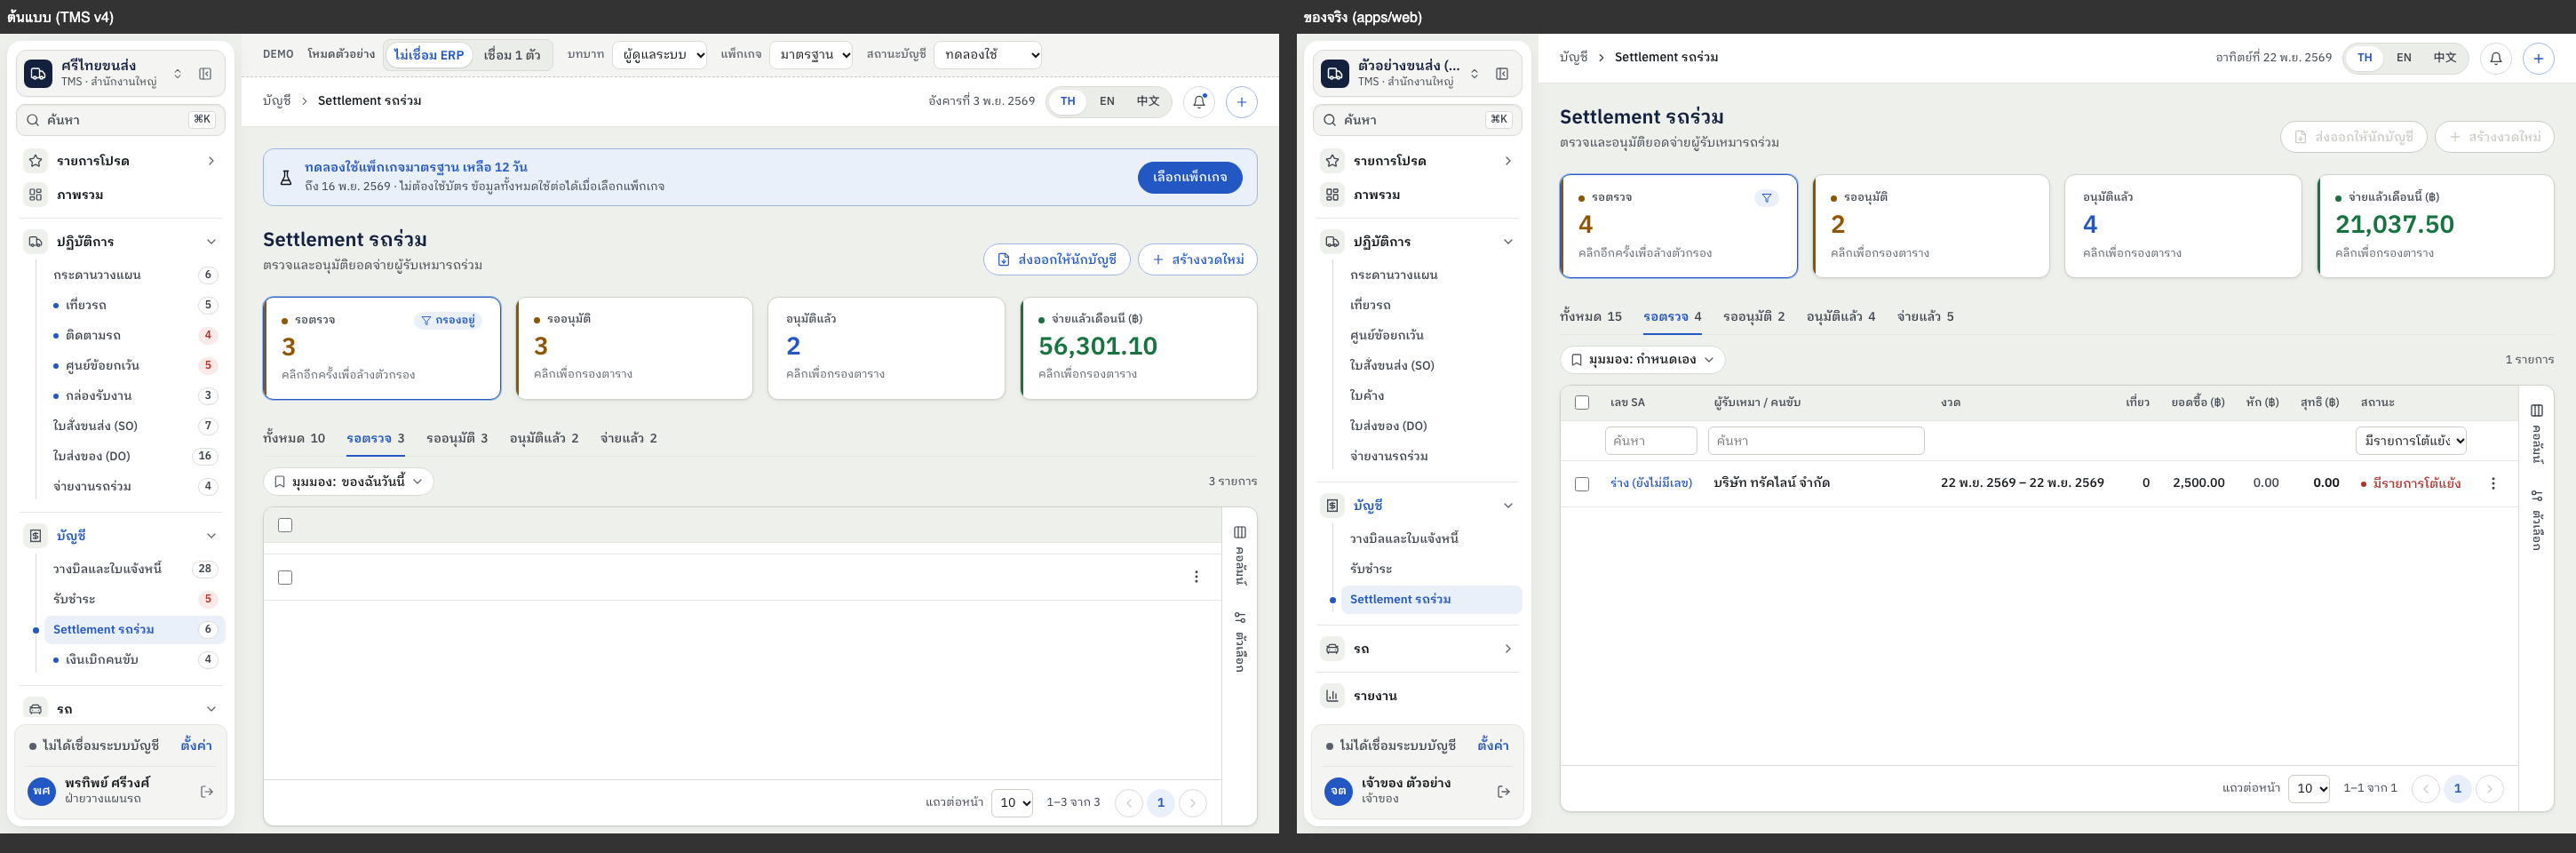 ต้นแบบ (TMS v4)
ศรีไทยขนส่ง
TMS · สำนักงานใหญ่
ค้นหา ⌘K
รายการโปรด
ภาพรวม
ปฏิบัติการ
กระดานวางแผน 6
เที่ยวรถ 5
ติดตามรถ 4
ศูนย์ข้อยกเว้น 5
กล่องรับงาน 3
ใบสั่งขนส่ง (SO) 7
ใบส่งของ (DO) 16
จ่ายงานรถร่วม 4
บัญชี
วางบิลและใบแจ้งหนี้ 28
รับชำระ 5
Settlement รถร่วม 6
เงินเบิกคนขับ 4
รถ
ไม่ได้เชื่อมระบบบัญชี ตั้งค่า
พศ
พรทิพย์ ศรีวงศ์
ฝ่ายวางแผนรถ
DEMO โหมดตัวอย่าง ไม่เชื่อม ERP เชื่อม 1 ตัว บทบาท ผู้ดูแลระบบ แพ็กเกจ มาตรฐาน สถานะบัญชี ทดลองใช้
บัญชี Settlement รถร่วม อังคารที่ 3 พ.ย. 2569 TH EN 中文
ทดลองใช้แพ็กเกจมาตรฐาน เหลือ 12 วัน
ถึง 16 พ.ย. 2569 · ไม่ต้องใช้บัตร ข้อมูลทั้งหมดใช้ต่อได้เมื่อเลือกแพ็กเกจ
เลือกแพ็กเกจ
Settlement รถร่วม
ตรวจและอนุมัติยอดจ่ายผู้รับเหมารถร่วม
ส่งออกให้นักบัญชี สร้างงวดใหม่
รอตรวจ กรองอยู่
3
คลิกอีกครั้งเพื่อล้างตัวกรอง
รออนุมัติ
3
คลิกเพื่อกรองตาราง
อนุมัติแล้ว
2
คลิกเพื่อกรองตาราง
จ่ายแล้วเดือนนี้ (฿)
56,301.10
คลิกเพื่อกรองตาราง
ทั้งหมด 10 รอตรวจ 3 รออนุมัติ 3 อนุมัติแล้ว 2 จ่ายแล้ว 2
มุมมอง: ของฉันวันนี้ 3 รายการ
คอลัมน์
ตัวเลือก
แถวต่อหน้า 10 1–3 จาก 3 1
ของจริง (apps/web)
ตัวอย่างขนส่ง (...
TMS · สำนักงานใหญ่
ค้นหา ⌘K
รายการโปรด
ภาพรวม
ปฏิบัติการ
กระดานวางแผน
เที่ยวรถ
ศูนย์ข้อยกเว้น
ใบสั่งขนส่ง (SO)
ใบค้าง
ใบส่งของ (DO)
จ่ายงานรถร่วม
บัญชี
วางบิลและใบแจ้งหนี้
รับชำระ
Settlement รถร่วม
รถ
รายงาน
ไม่ได้เชื่อมระบบบัญชี ตั้งค่า
จต
เจ้าของ ตัวอย่าง
เจ้าของ
บัญชี Settlement รถร่วม อาทิตย์ที่ 22 พ.ย. 2569 TH EN 中文
Settlement รถร่วม
ตรวจและอนุมัติยอดจ่ายผู้รับเหมารถร่วม
ส่งออกให้นักบัญชี สร้างงวดใหม่
รอตรวจ
4
คลิกอีกครั้งเพื่อล้างตัวกรอง
รออนุมัติ
2
คลิกเพื่อกรองตาราง
อนุมัติแล้ว
4
คลิกเพื่อกรองตาราง
จ่ายแล้วเดือนนี้ (฿)
21,037.50
คลิกเพื่อกรองตาราง
ทั้งหมด 15 รอตรวจ 4 รออนุมัติ 2 อนุมัติแล้ว 4 จ่ายแล้ว 5
มุมมอง: กำหนดเอง 1 รายการ
เลข SA ผู้รับเหมา / คนขับ งวด เที่ยว ยอดซื้อ (฿) หัก (฿) สุทธิ (฿) สถานะ
ค้นหา ค้นหา มีรายการโต้แย้ง
ร่าง (ยังไม่มีเลข) บริษัท ทรัคไลน์ จำกัด 22 พ.ย. 2569 – 22 พ.ย. 2569 0 2,500.00 0.00 0.00 มีรายการโต้แย้ง
คอลัมน์
ตัวเลือก
แถวต่อหน้า 10 1–1 จาก 1 1